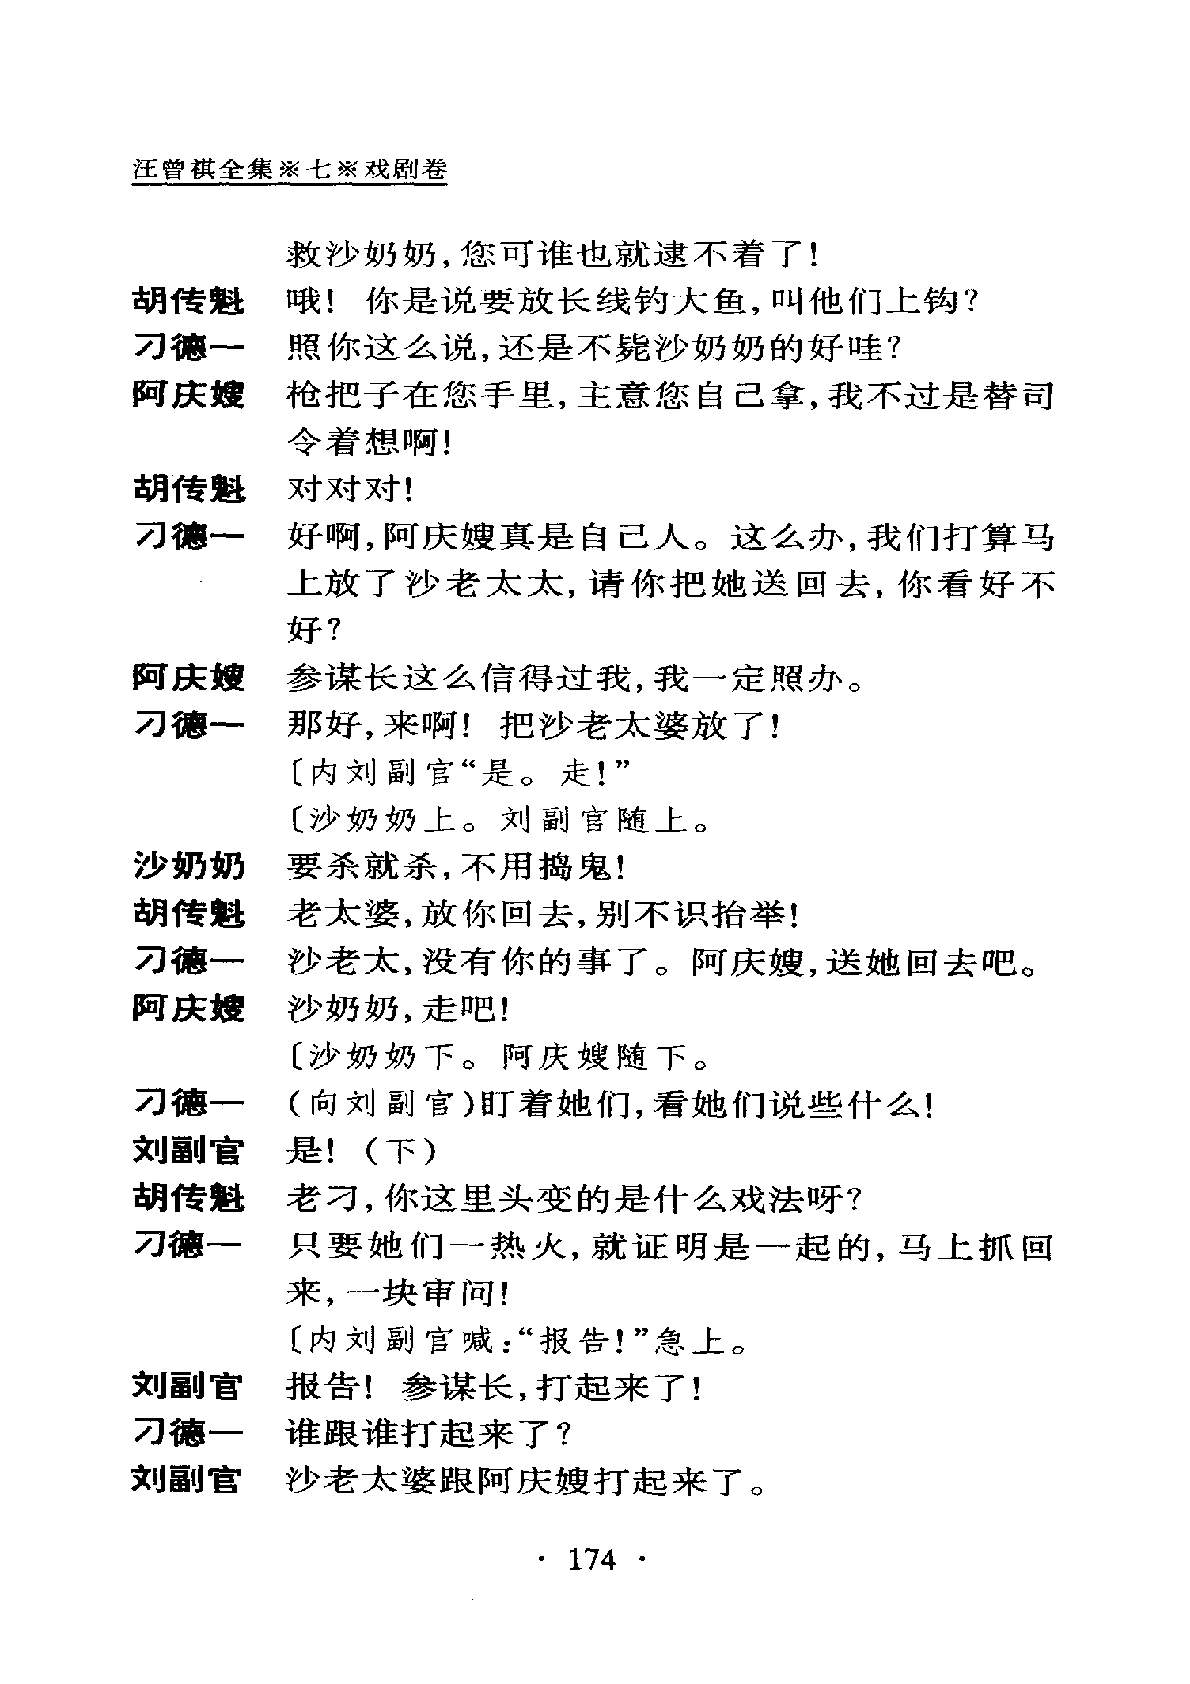 汪曾祺全集※七※戏剧卷
救沙奶奶,您可谁也就逮不着了!
胡传魁 哦! 你是说要放长线钓大鱼,叫他们上钩?
刁德一 照你这么说,还是不毙沙奶奶的好哇?
阿庆嫂 枪把子在您手里,主意您自己拿,我不过是替司
令着想啊!
胡传魁 对对对!
刁德一 好啊,阿庆嫂真是自己人。这么办,我们打算马
上放了沙老太太,请你把她送回去,你看好不
好?
阿庆嫂 参谋长这么信得过我,我一定照办。
刁德一 那好,来啊! 把沙老太婆放了!
〔内刘副官“是。走!”
〔沙奶奶上。刘副官随上。
沙奶奶 要杀就杀,不用捣鬼!
胡传魁 老太婆,放你回去,别不识抬举!
刁德一 沙老太,没有你的事了。阿庆嫂,送她回去吧。
阿庆嫂 沙奶奶,走吧!
〔沙奶奶下。阿庆嫂随下。
刁德一 (向刘副官)盯着她们,看她们说些什么!
刘副官 是!(下)
胡传魁 老刁,你这里头变的是什么戏法呀?
刁德一 只要她们一热火,就证明是一起的,马上抓回
来,一块审问!
〔内刘副官喊:“报告!”急上。
刘副官 报告! 参谋长,打起来了!
刁德一 谁跟谁打起来了?
刘副官 沙老太婆跟阿庆嫂打起来了。
· 174 ·